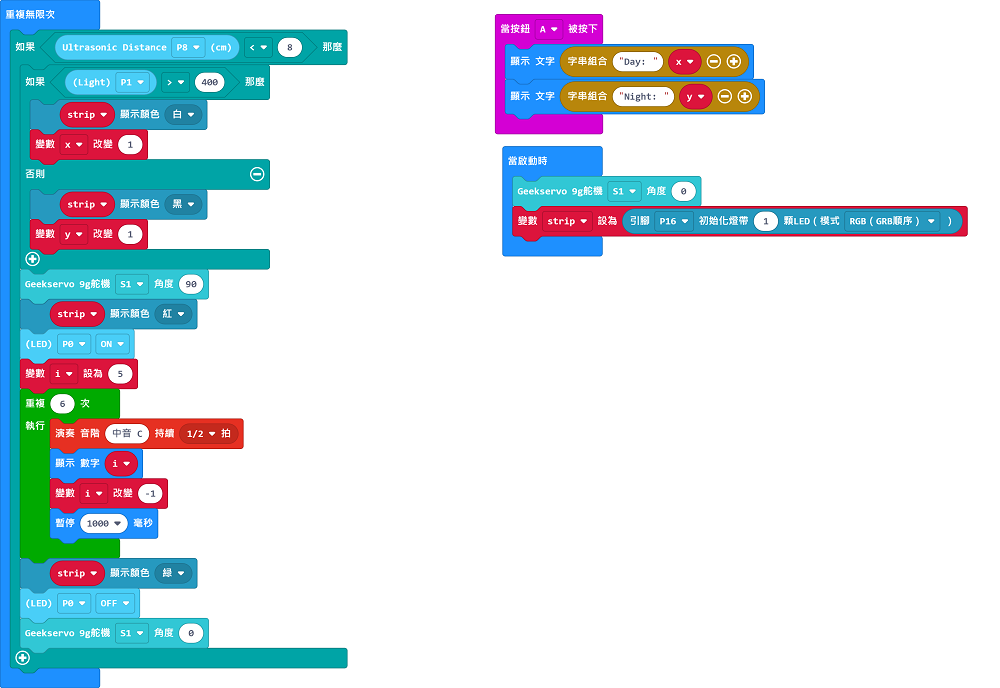 重複無限次
如果 Ultrasonic Distance P8 (cm) < 8 那麼
如果 (Light) P1 > 400 那麼
strip 顯示顏色 白
變數 x 改變 1
否則
strip 顯示顏色 黑
變數 y 改變 1
Geekservo 9g舵機 S1 角度 90
strip 顯示顏色 紅
(LED) P0 ON
變數 i 設為 5
重複 6 次
執行 演奏 音階 中音 C 持續 1/2 拍
顯示 數字 i
變數 i 改變 -1
暫停 1000 毫秒
strip 顯示顏色 綠
(LED) P0 OFF
Geekservo 9g舵機 S1 角度 0
當按鈕 A 被按下
顯示 文字 字串組合 "Day: " x
顯示 文字 字串組合 "Night: " y
當啟動時
Geekservo 9g舵機 S1 角度 0
變數 strip 設為 引腳 P16 初始化燈帶 1 顆LED(模式 RGB(GRB順序) )